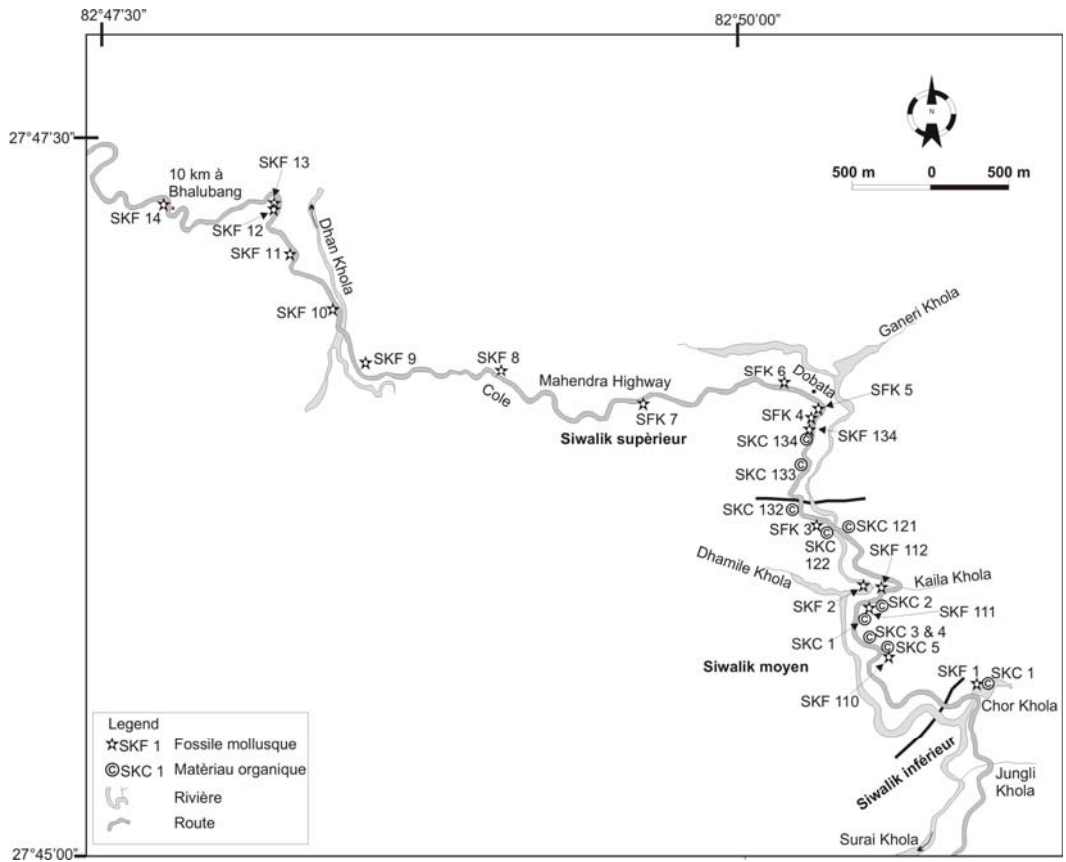 82°47'30"
82°50'00"
27°47'30"
N
500 m 0 500 m
10 km à
Bhalubang
SKF 13
SKF 14
SKF 12
Dhan Khola
SKF 11
SKF 10
SKF 9
SKF 8
Cole
Mahendra Highway
SFK 7
Siwalik supèrieur
Ganeri Khola
SFK 6
Dobata
SFK 5
SFK 4
SKC 134
SKF 134
SKC 133
SKC 132
SFK 3
SKC 121
SKC
122
SKF 112
Dhamile Khola
Kaila Khola
SKF 2
SKC 2
SKF 111
SKC 1
SKC 3 & 4
SKC 5
Siwalik moyen
SKF 110
SKF 1
SKC 1
Chor Khola
Siwalik inférieur
Jungli
Khola
Surai Khola
Legend
SKF 1 Fossile mollusque
SKC 1 Matèriau organique
Rivière
Route
27°45'00"